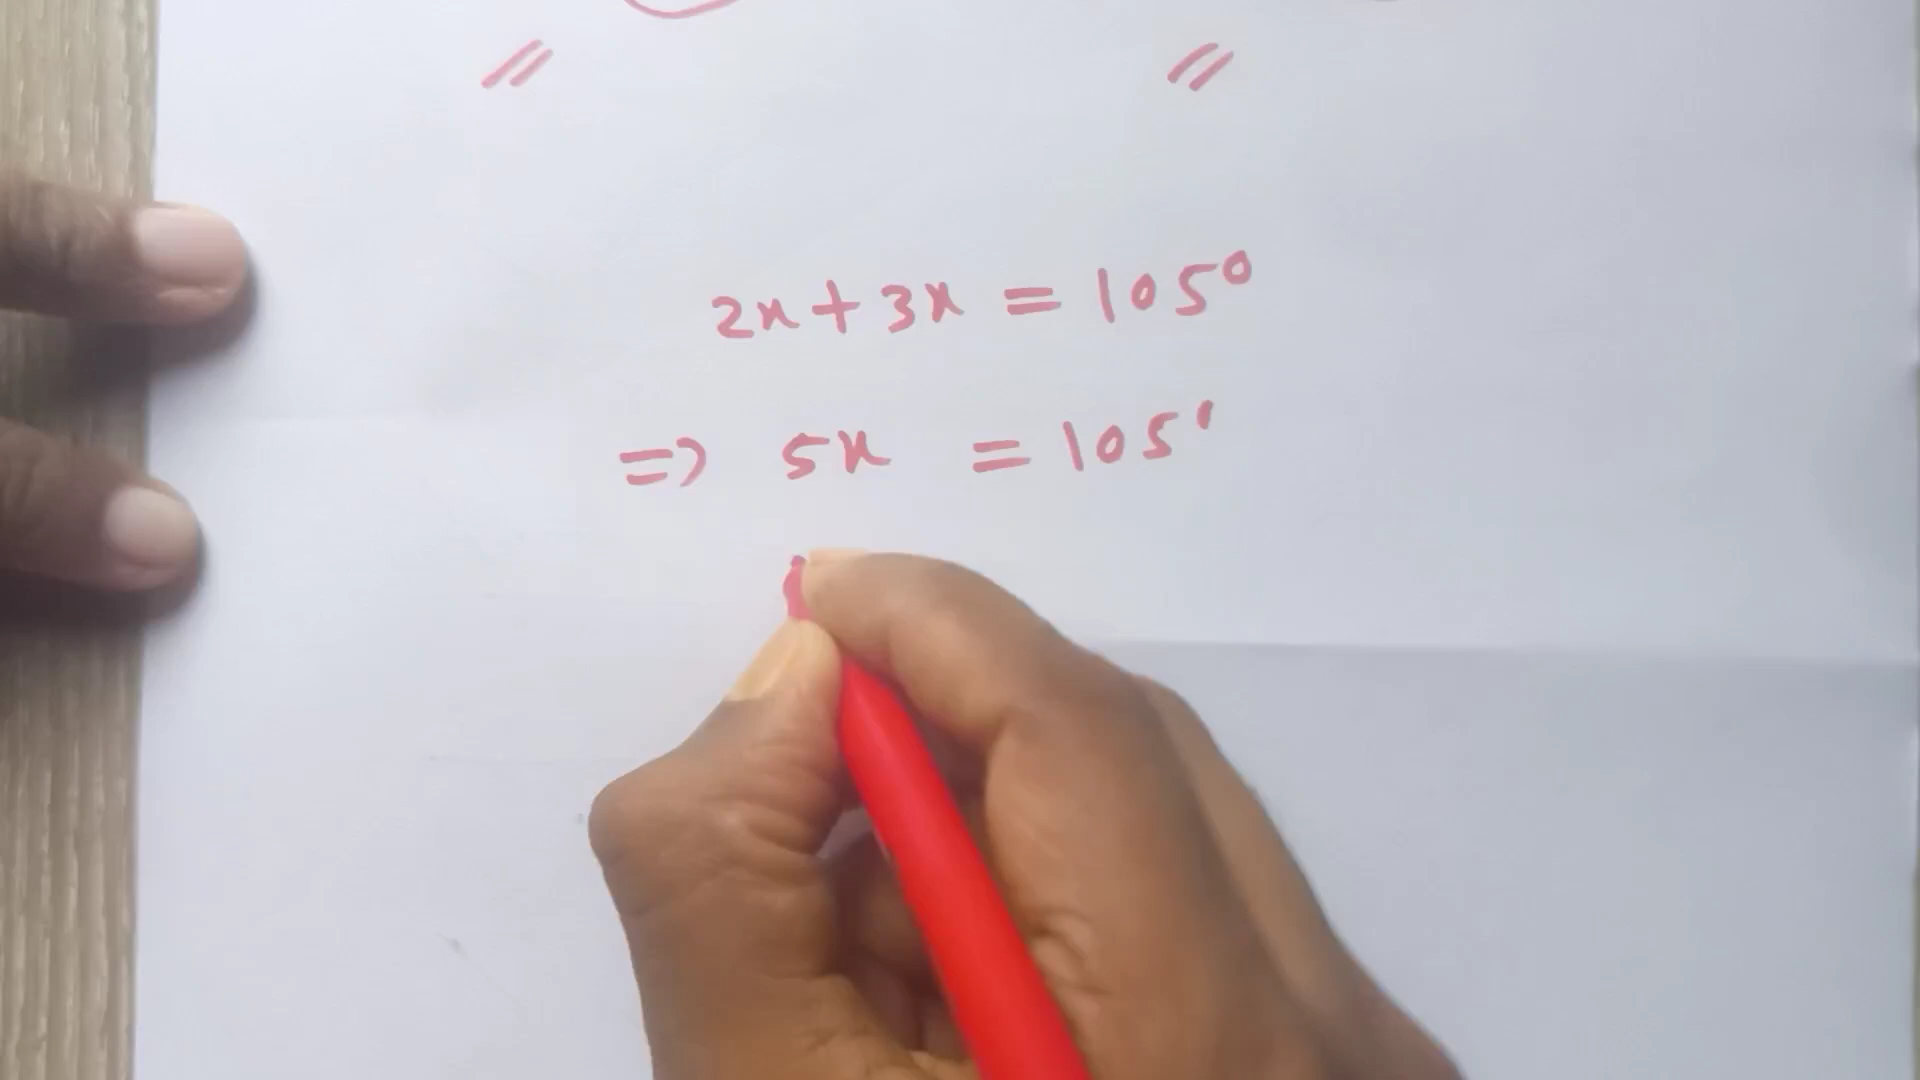 2x+3x = 105°
=> 5x = 105°